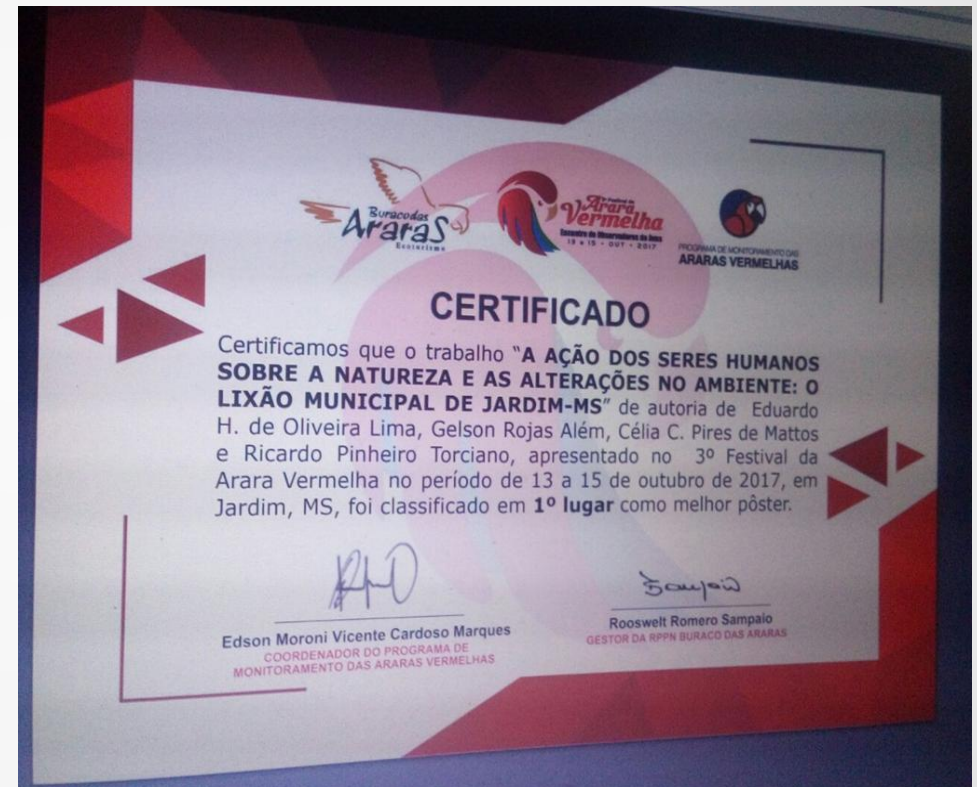 Buraco das
Araras
Ecoturismo
3º Festival da
Arara
Vermelha
Encontro de Observadores de Aves
13 a 15 - OUT - 2017
PROGRAMA DE MONITORAMENTO DAS
ARARAS VERMELHAS
CERTIFICADO
Certificamos que o trabalho "A AÇÃO DOS SERES HUMANOS
SOBRE A NATUREZA E AS ALTERAÇÕES NO AMBIENTE: O
LIXÃO MUNICIPAL DE JARDIM-MS" de autoria de Eduardo
H. de Oliveira Lima, Gelson Rojas Além, Célia C. Pires de Mattos
e Ricardo Pinheiro Torciano, apresentado no 3º Festival da
Arara Vermelha no período de 13 a 15 de outubro de 2017, em
Jardim, MS, foi classificado em 1º lugar como melhor pôster.
Sampaio
Edson Moroni Vicente Cardoso Marques
COORDENADOR DO PROGRAMA DE
MONITORAMENTO DAS ARARAS VERMELHAS
Rooswelt Romero Sampaio
GESTOR DA RPPN BURACO DAS ARARAS